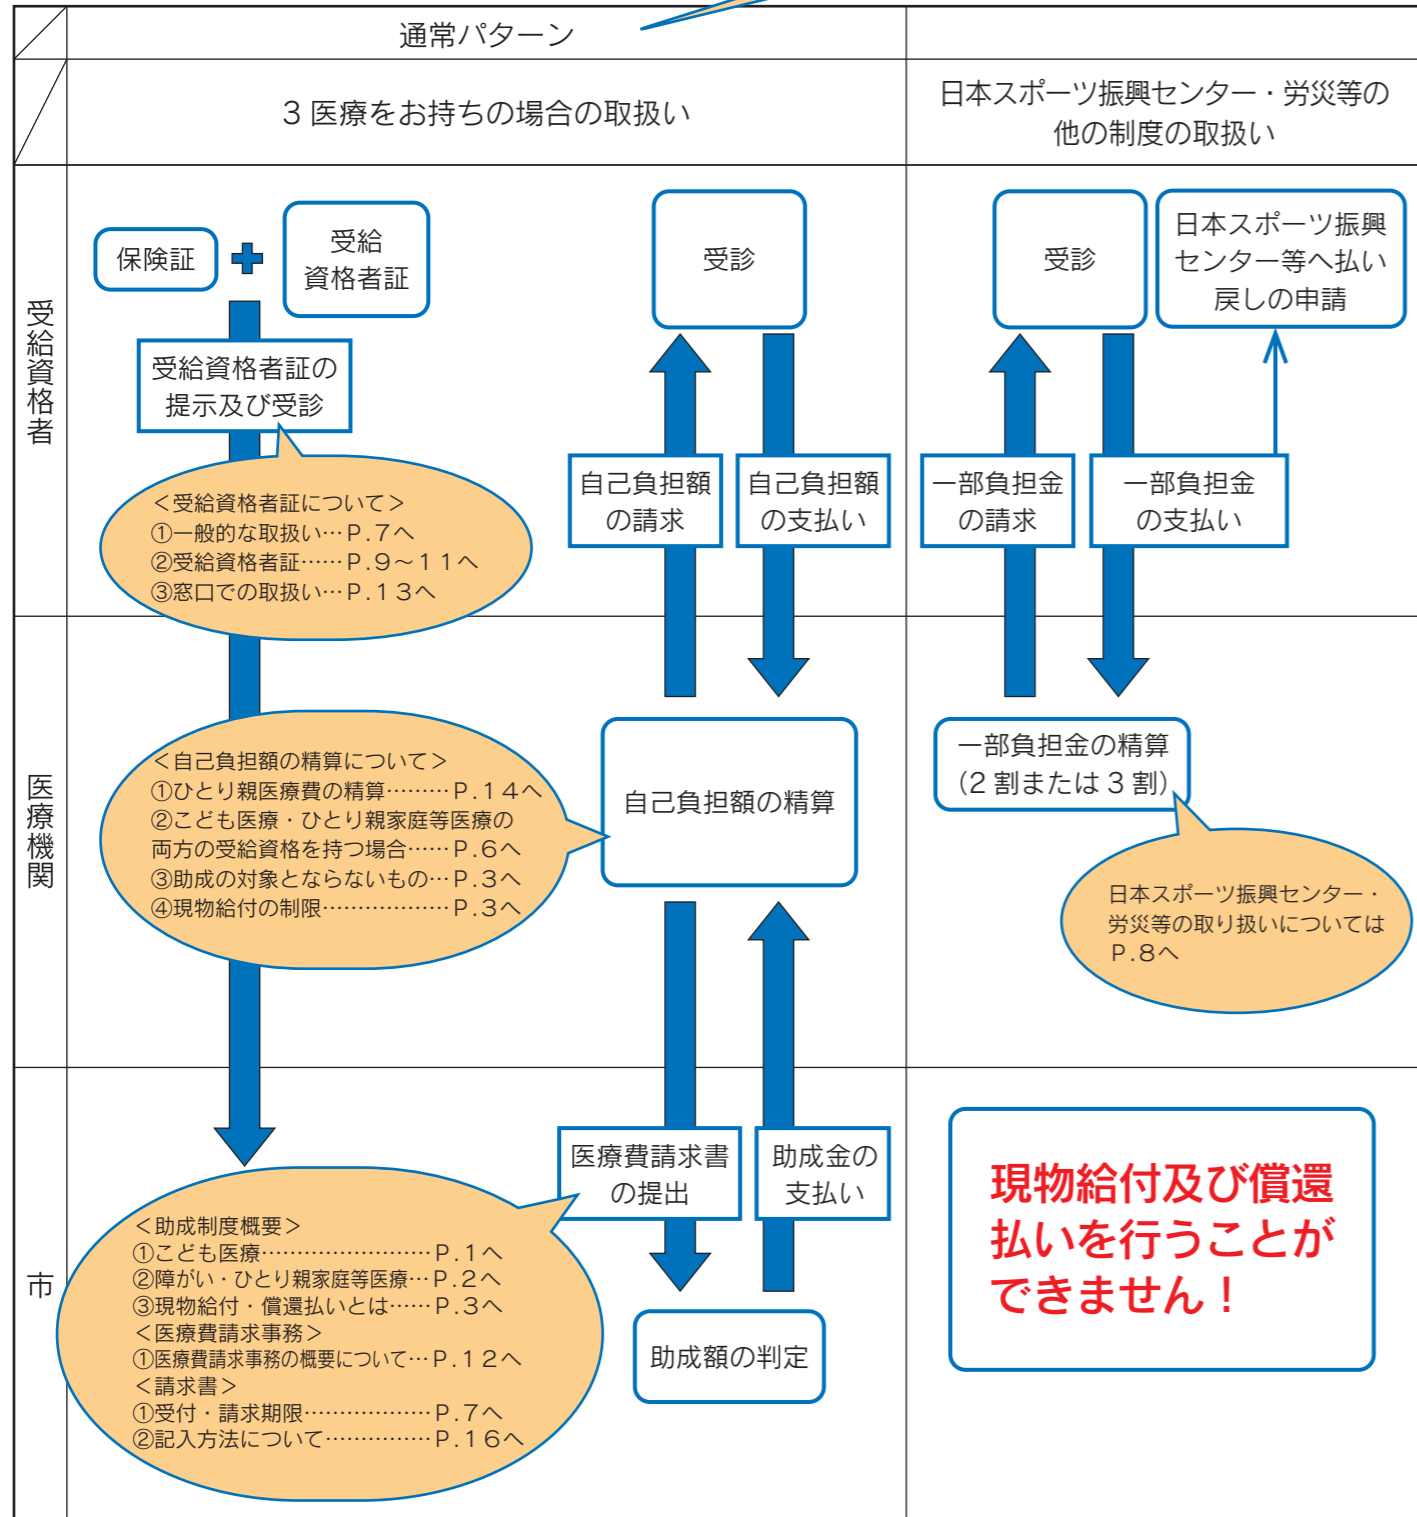 通常パターン
3医療をお持ちの場合の取扱い
日本スポーツ振興センター・労災等の
他の制度の取扱い
受給資格者
保険証
受給
資格者証
受給資格者証の
提示及び受診
＜受給資格者証について＞
①一般的な取扱い…P.7へ
②受給資格者証……P.9～11へ
③窓口での取扱い…P.13へ
受診
自己負担額
の請求
自己負担額
の支払い
受診
日本スポーツ振興
センター等へ払い
戻しの申請
一部負担金
の請求
一部負担金
の支払い
医療機関
＜自己負担額の精算について＞
①ひとり親医療費の精算………P.14へ
②こども医療・ひとり親家庭等医療の
両方の受給資格を持つ場合……P.6へ
③助成の対象とならないもの…P.3へ
④現物給付の制限………………P.3へ
自己負担額の精算
一部負担金の精算
（2割または3割）
日本スポーツ振興センター・
労災等の取り扱いについては
P.8へ
市
＜助成制度概要＞
①こども医療……………………P.1へ
②障がい・ひとり親家庭等医療…P.2へ
③現物給付・償還払いとは……P.3へ
＜医療費請求事務＞
①医療費請求事務の概要について…P.12へ
＜請求書＞
①受付・請求期限………………P.7へ
②記入方法について……………P.16へ
医療費請求書
の提出
助成金の
支払い
助成額の判定
現物給付及び償還
払いを行うことが
できません！